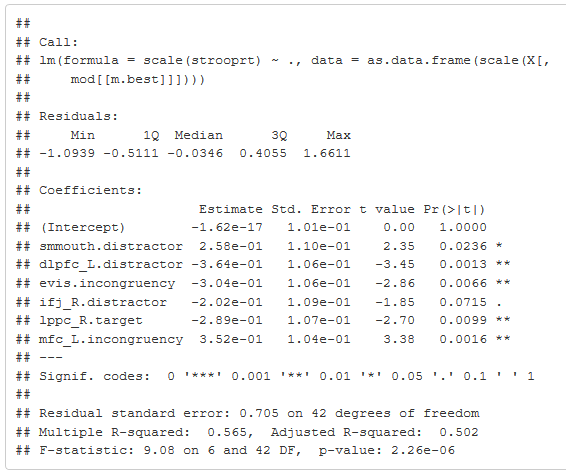 ##
## Call:
## lm(formula = scale(strooprt) ~ ., data = as.data.frame(scale(X[,
##     mod[[m.best]]])))
##
## Residuals:
##     Min      1Q  Median      3Q     Max
## -1.0939 -0.5111 -0.0346  0.4055  1.6611
##
## Coefficients:
##                      Estimate Std. Error t value Pr(>|t|)
## (Intercept)         -1.62e-17   1.01e-01    0.00   1.0000
## smmouth.distractor   2.58e-01   1.10e-01    2.35   0.0236 *
## dlpfc_L.distractor  -3.64e-01   1.06e-01   -3.45   0.0013 **
## evis.incongruency   -3.04e-01   1.06e-01   -2.86   0.0066 **
## ifj_R.distractor    -2.02e-01   1.09e-01   -1.85   0.0715 .
## lppc_R.target       -2.89e-01   1.07e-01   -2.70   0.0099 **
## mfc_L.incongruency   3.52e-01   1.04e-01    3.38   0.0016 **
## ---
## Signif. codes:  0 '***' 0.001 '**' 0.01 '*' 0.05 '.' 0.1 ' ' 1
##
## Residual standard error: 0.705 on 42 degrees of freedom
## Multiple R-squared:  0.565,  Adjusted R-squared:  0.502
## F-statistic: 9.08 on 6 and 42 DF,  p-value: 2.26e-06